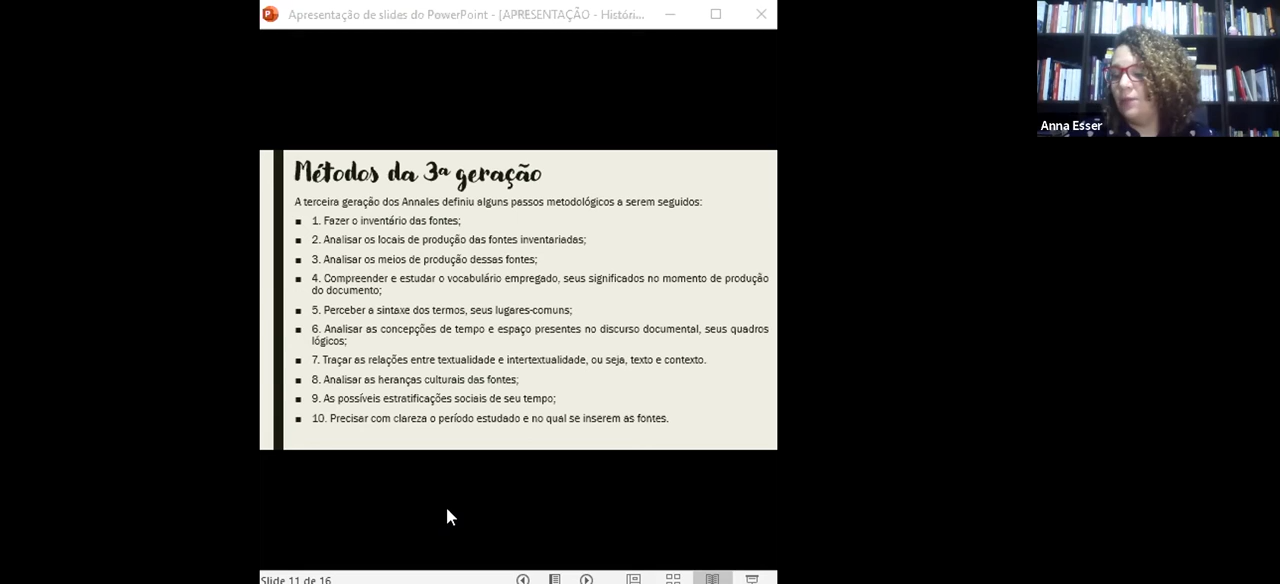 Apresentação de slides do PowerPoint - [APRESENTAÇÃO - Históri...
Anna Esser
Métodos da 3ª geração
A terceira geração dos Annales definiu alguns passos metodológicos a serem seguidos:
■ 1. Fazer o inventário das fontes;
■ 2. Analisar os locais de produção das fontes inventariadas;
■ 3. Analisar os meios de produção dessas fontes;
■ 4. Compreender e estudar o vocabulário empregado, seus significados no momento de produção
do documento;
■ 5. Perceber a sintaxe dos termos, seus lugares-comuns;
■ 6. Analisar as concepções de tempo e espaço presentes no discurso documental, seus quadros
lógicos;
■ 7. Traçar as relações entre textualidade e intertextualidade, ou seja, texto e contexto.
■ 8. Analisar as heranças culturais das fontes;
■ 9. As possíveis estratificações sociais de seu tempo;
■ 10. Precisar com clareza o período estudado e no qual se inserem as fontes.
Slide 11 de 16